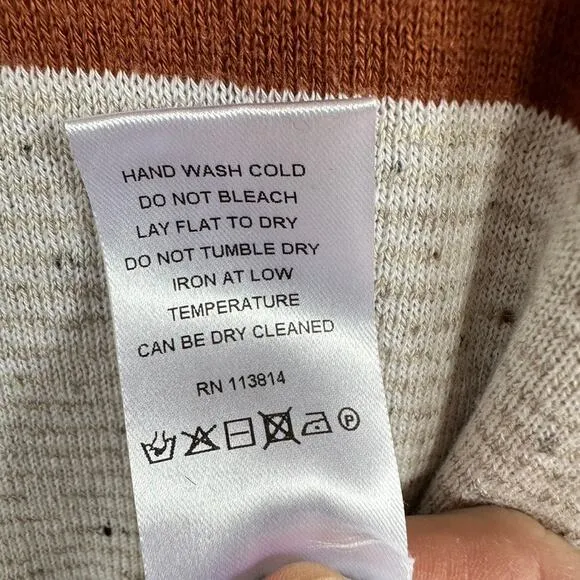 HAND WASH COLD
DO NOT BLEACH
LAY FLAT TO DRY
DO NOT TUMBLE DRY
IRON AT LOW
TEMPERATURE
CAN BE DRY CLEANED
RN 113814
P